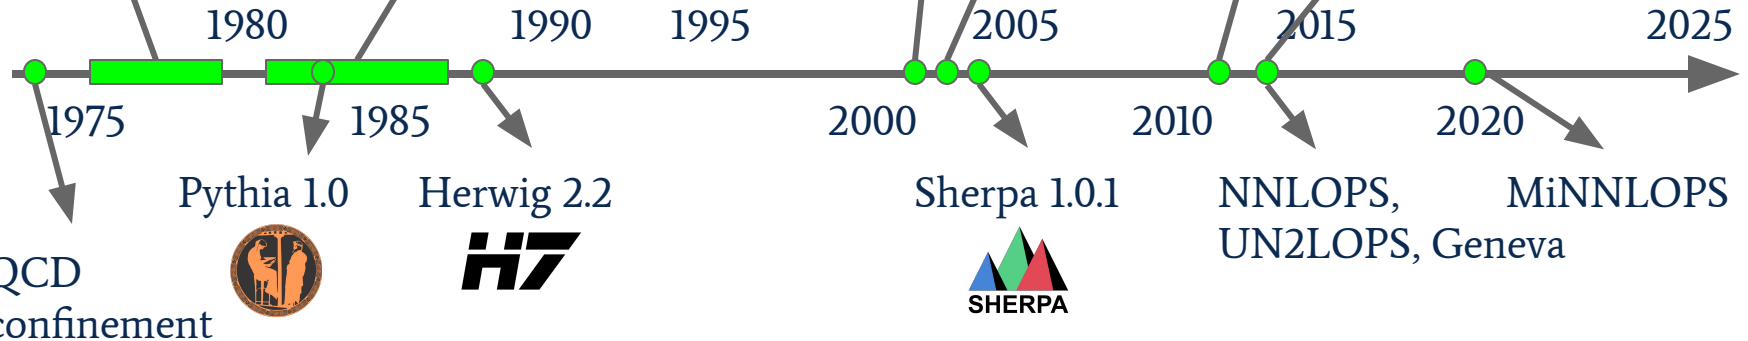 1980
1990
1995
2005
2015
2025
1975
1985
2000
2010
2020
Pythia 1.0
Herwig 2.2
Sherpa 1.0.1
NNLOPS,
UN2LOPS, Geneva
MiNNLOPS
H7
SHERPA
QCD
confinement